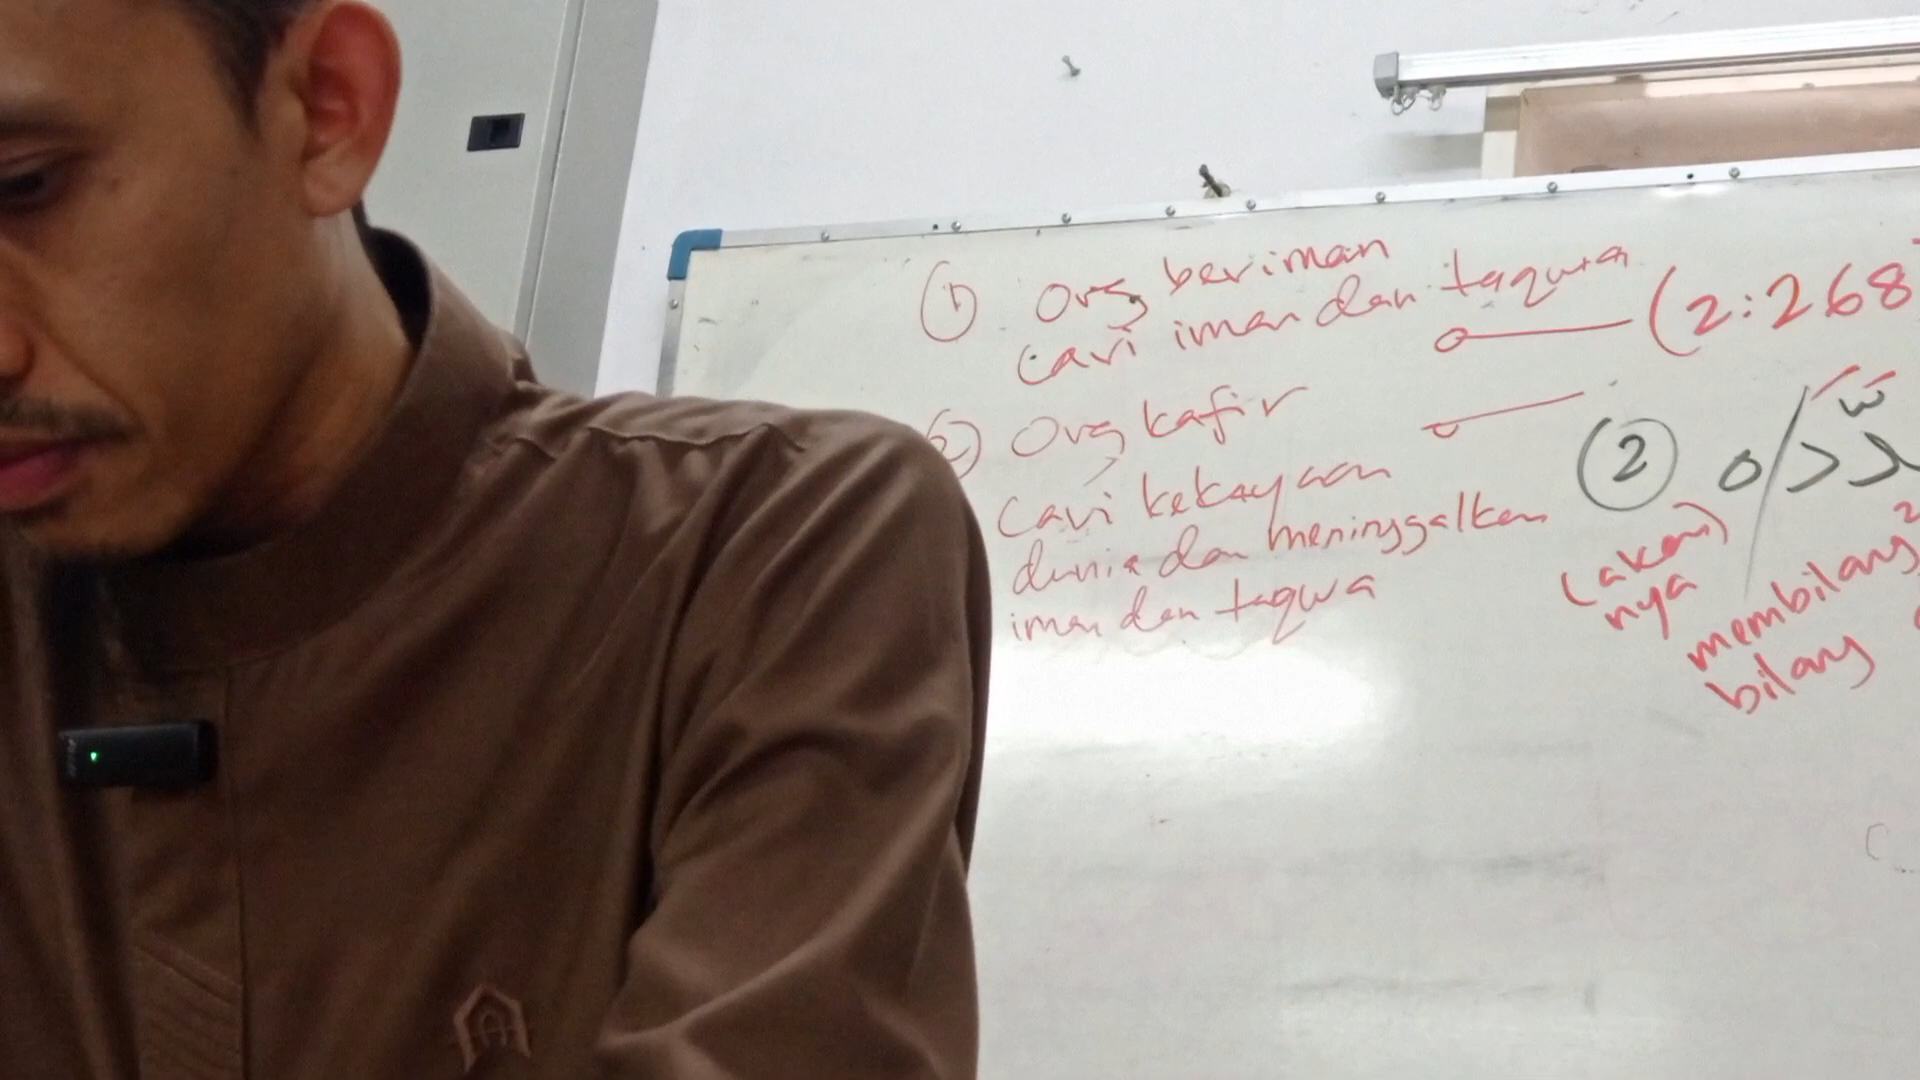 ① Org beriman
cari iman dan taqwa
(2:268
② Org kafir
cari kekayaan
dunia dan meninggalkan
iman dan taqwa
②
(akan)
nya
membilang²
bilang